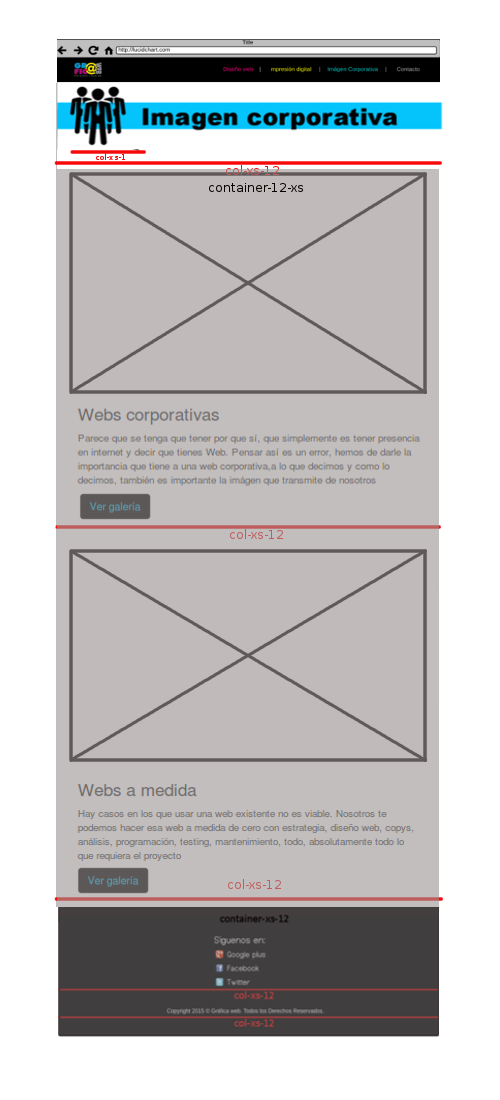 Title
http://lucidchart.com
Diseño web | mpresión digital | Imágen Corporativa | Contacto
Imagen corporativa
col-xs-1
col-xs-12
container-12-xs
Webs corporativas
Parece que se tenga que tener por que sí, que simplemente es tener presencia
en internet y decir que tienes Web. Pensar así es un error, hemos de darle la
importancia que tiene a una web corporativa,a lo que decimos y como lo
decimos, también es importante la imágen que transmite de nosotros
Ver galería
col-xs-12
Webs a medida
Hay casos en los que usar una web existente no es viable. Nosotros te
podemos hacer esa web a medida de cero con estrategia, diseño web, copys,
análisis, programación, testing, mantenimiento, todo, absolutamente todo lo
que requiera el proyecto
Ver galería
col-xs-12
container-xs-12
Síguenos en:
Google plus
Facebook
Twitter
col-xs-12
Copyright 2015 © Gráfica web. Todos los Derechos Reservados.
col-xs-12